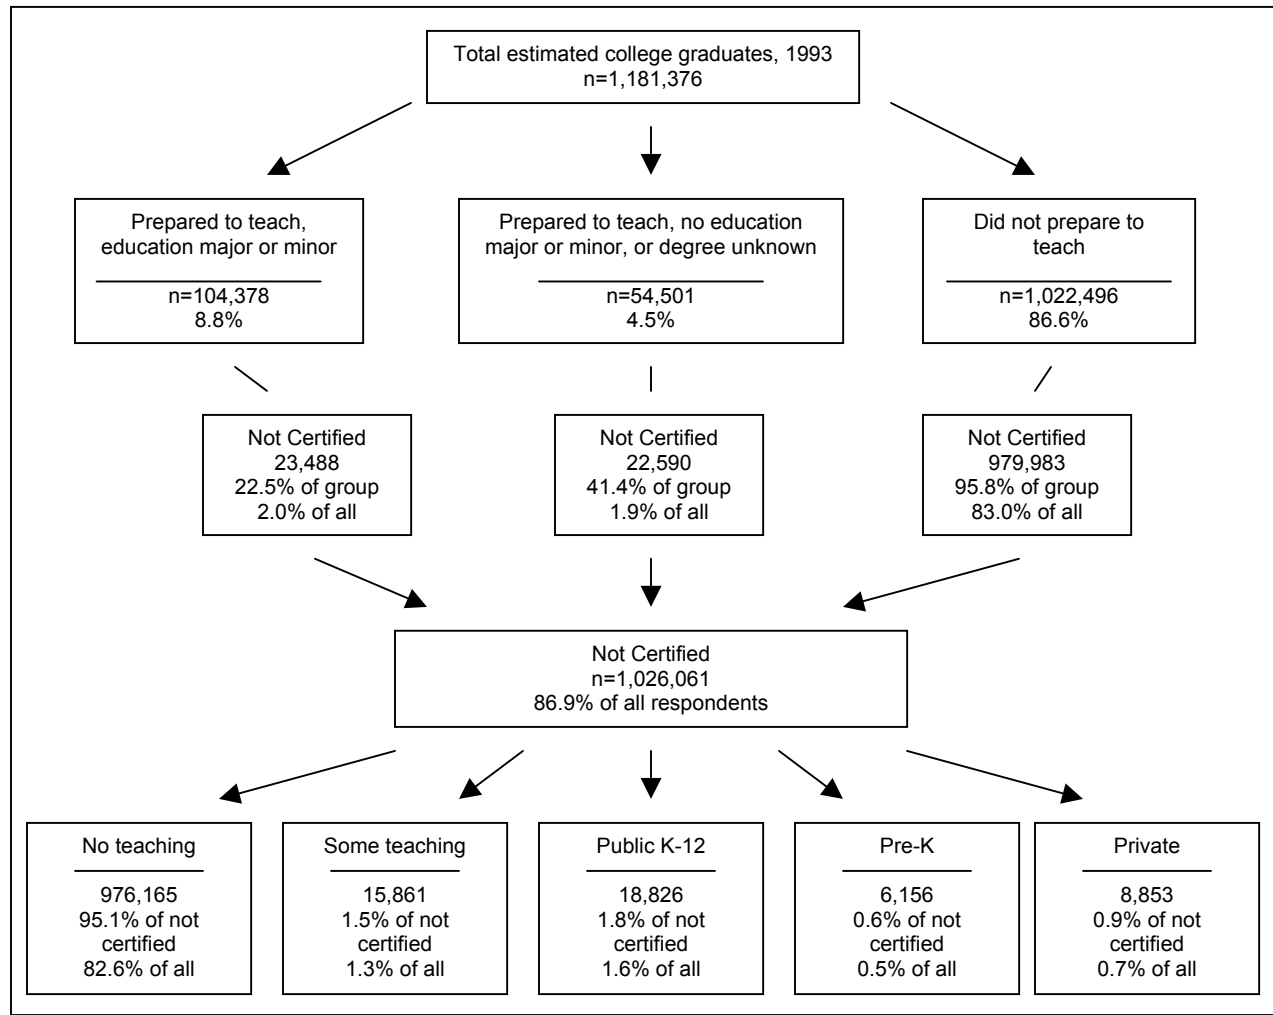 Total estimated college graduates, 1993
n=1,181,376
Prepared to teach,
education major or minor
n=104,378
8.8%
Prepared to teach, no education
major or minor, or degree unknown
n=54,501
4.5%
Did not prepare to
teach
n=1,022,496
86.6%
Not Certified
23,488
22.5% of group
2.0% of all
Not Certified
22,590
41.4% of group
1.9% of all
Not Certified
979,983
95.8% of group
83.0% of all
Not Certified
n=1,026,061
86.9% of all respondents
No teaching
976,165
95.1% of not
certified
82.6% of all
Some teaching
15,861
1.5% of not
certified
1.3% of all
Public K-12
18,826
1.8% of not
certified
1.6% of all
Pre-K
6,156
0.6% of not
certified
0.5% of all
Private
8,853
0.9% of not
certified
0.7% of all